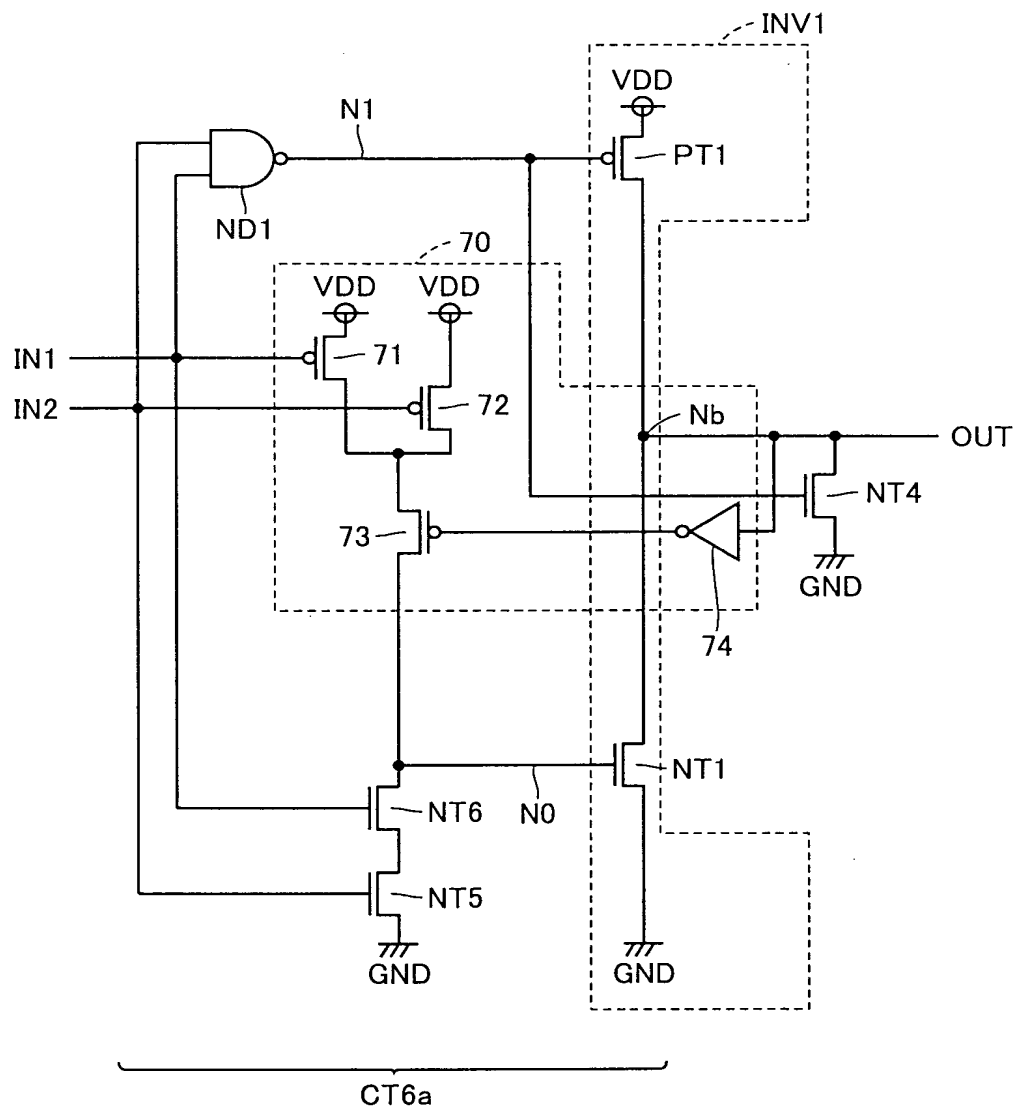 INV1
VDD
N1
PT1
ND1
70
VDD
VDD
IN1
71
IN2
72
Nb
OUT
NT4
73
GND
74
NT1
NT6
N0
NT5
GND
GND
CT6a